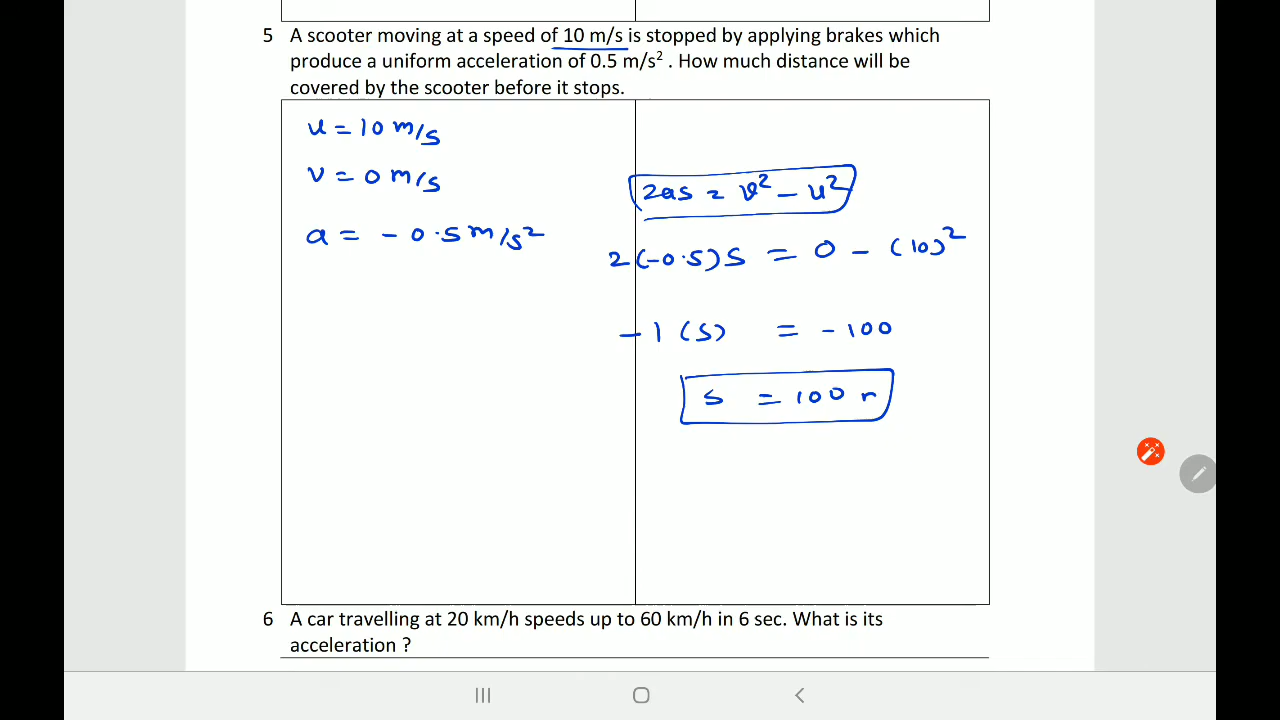 5 A scooter moving at a speed of 10 m/s is stopped by applying brakes which
produce a uniform acceleration of 0.5 m/s² . How much distance will be
covered by the scooter before it stops.
u = 10 m/s
v = 0 m/s
a = - 0.5 m/s²
2as = v² - u²
2(-0.5)s = 0 - (10)²
-1 (s) = -100
s = 100 r
6 A car travelling at 20 km/h speeds up to 60 km/h in 6 sec. What is its
acceleration ?